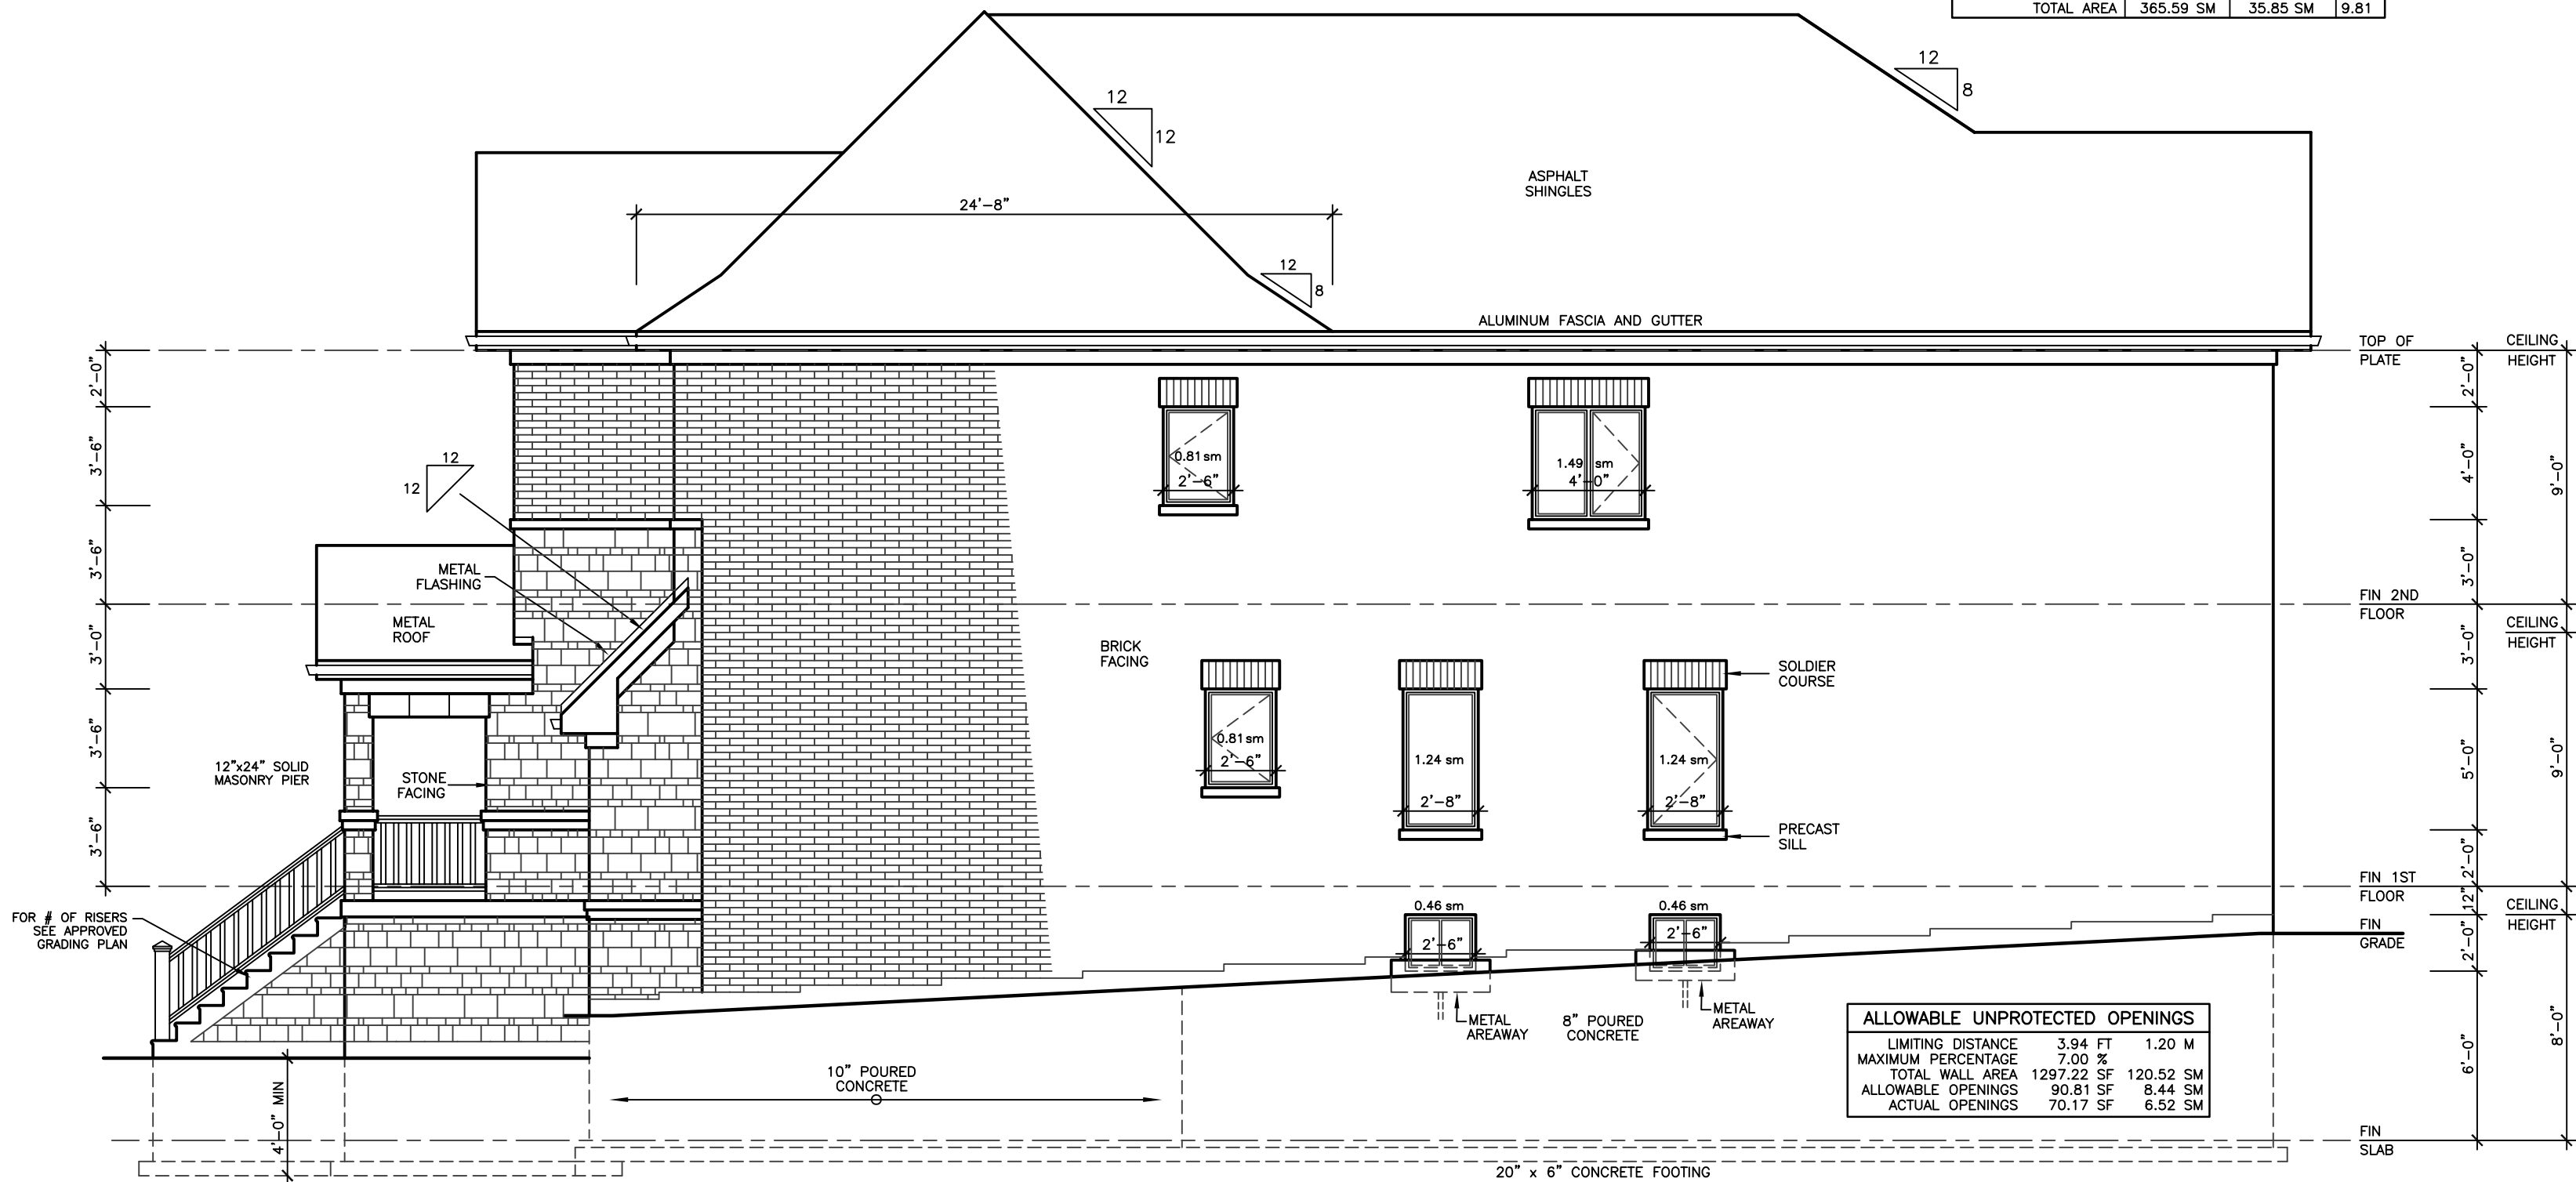 TOTAL AREA 365.59 SM 35.85 SM 9.81
12
8
12
12
ASPHALT
SHINGLES
24'-8"
12
8
ALUMINUM FASCIA AND GUTTER
TOP OF
PLATE
CEILING
HEIGHT
2'-0"
3'-6"
3'-6"
3'-0"
3'-6"
3'-6"
12
12
METAL
FLASHING
METAL
ROOF
0.81 sm
2'-6"
1.49 sm
4'-0"
2'-0"
4'-0"
3'-0"
9'-0"
FIN 2ND
FLOOR
CEILING
HEIGHT
BRICK
FACING
SOLDIER
COURSE
12"x24" SOLID
MASONRY PIER
STONE
FACING
0.81 sm
2'-6"
1.24 sm
2'-8"
1.24 sm
2'-8"
PRECAST
SILL
3'-0"
5'-0"
2'-0"
9'-0"
FIN 1ST
FLOOR
12"
CEILING
HEIGHT
FIN
GRADE
FOR # OF RISERS
SEE APPROVED
GRADING PLAN
0.46 sm
2'-6"
0.46 sm
2'-6"
2'-0"
6'-0"
8'-0"
METAL
AREAWAY
8" POURED
CONCRETE
METAL
AREAWAY
10" POURED
CONCRETE
4'-0" MIN
ALLOWABLE UNPROTECTED OPENINGS
LIMITING DISTANCE 3.94 FT 1.20 M
MAXIMUM PERCENTAGE 7.00 %
TOTAL WALL AREA 1297.22 SF 120.52 SM
ALLOWABLE OPENINGS 90.81 SF 8.44 SM
ACTUAL OPENINGS 70.17 SF 6.52 SM
FIN
SLAB
20" x 6" CONCRETE FOOTING